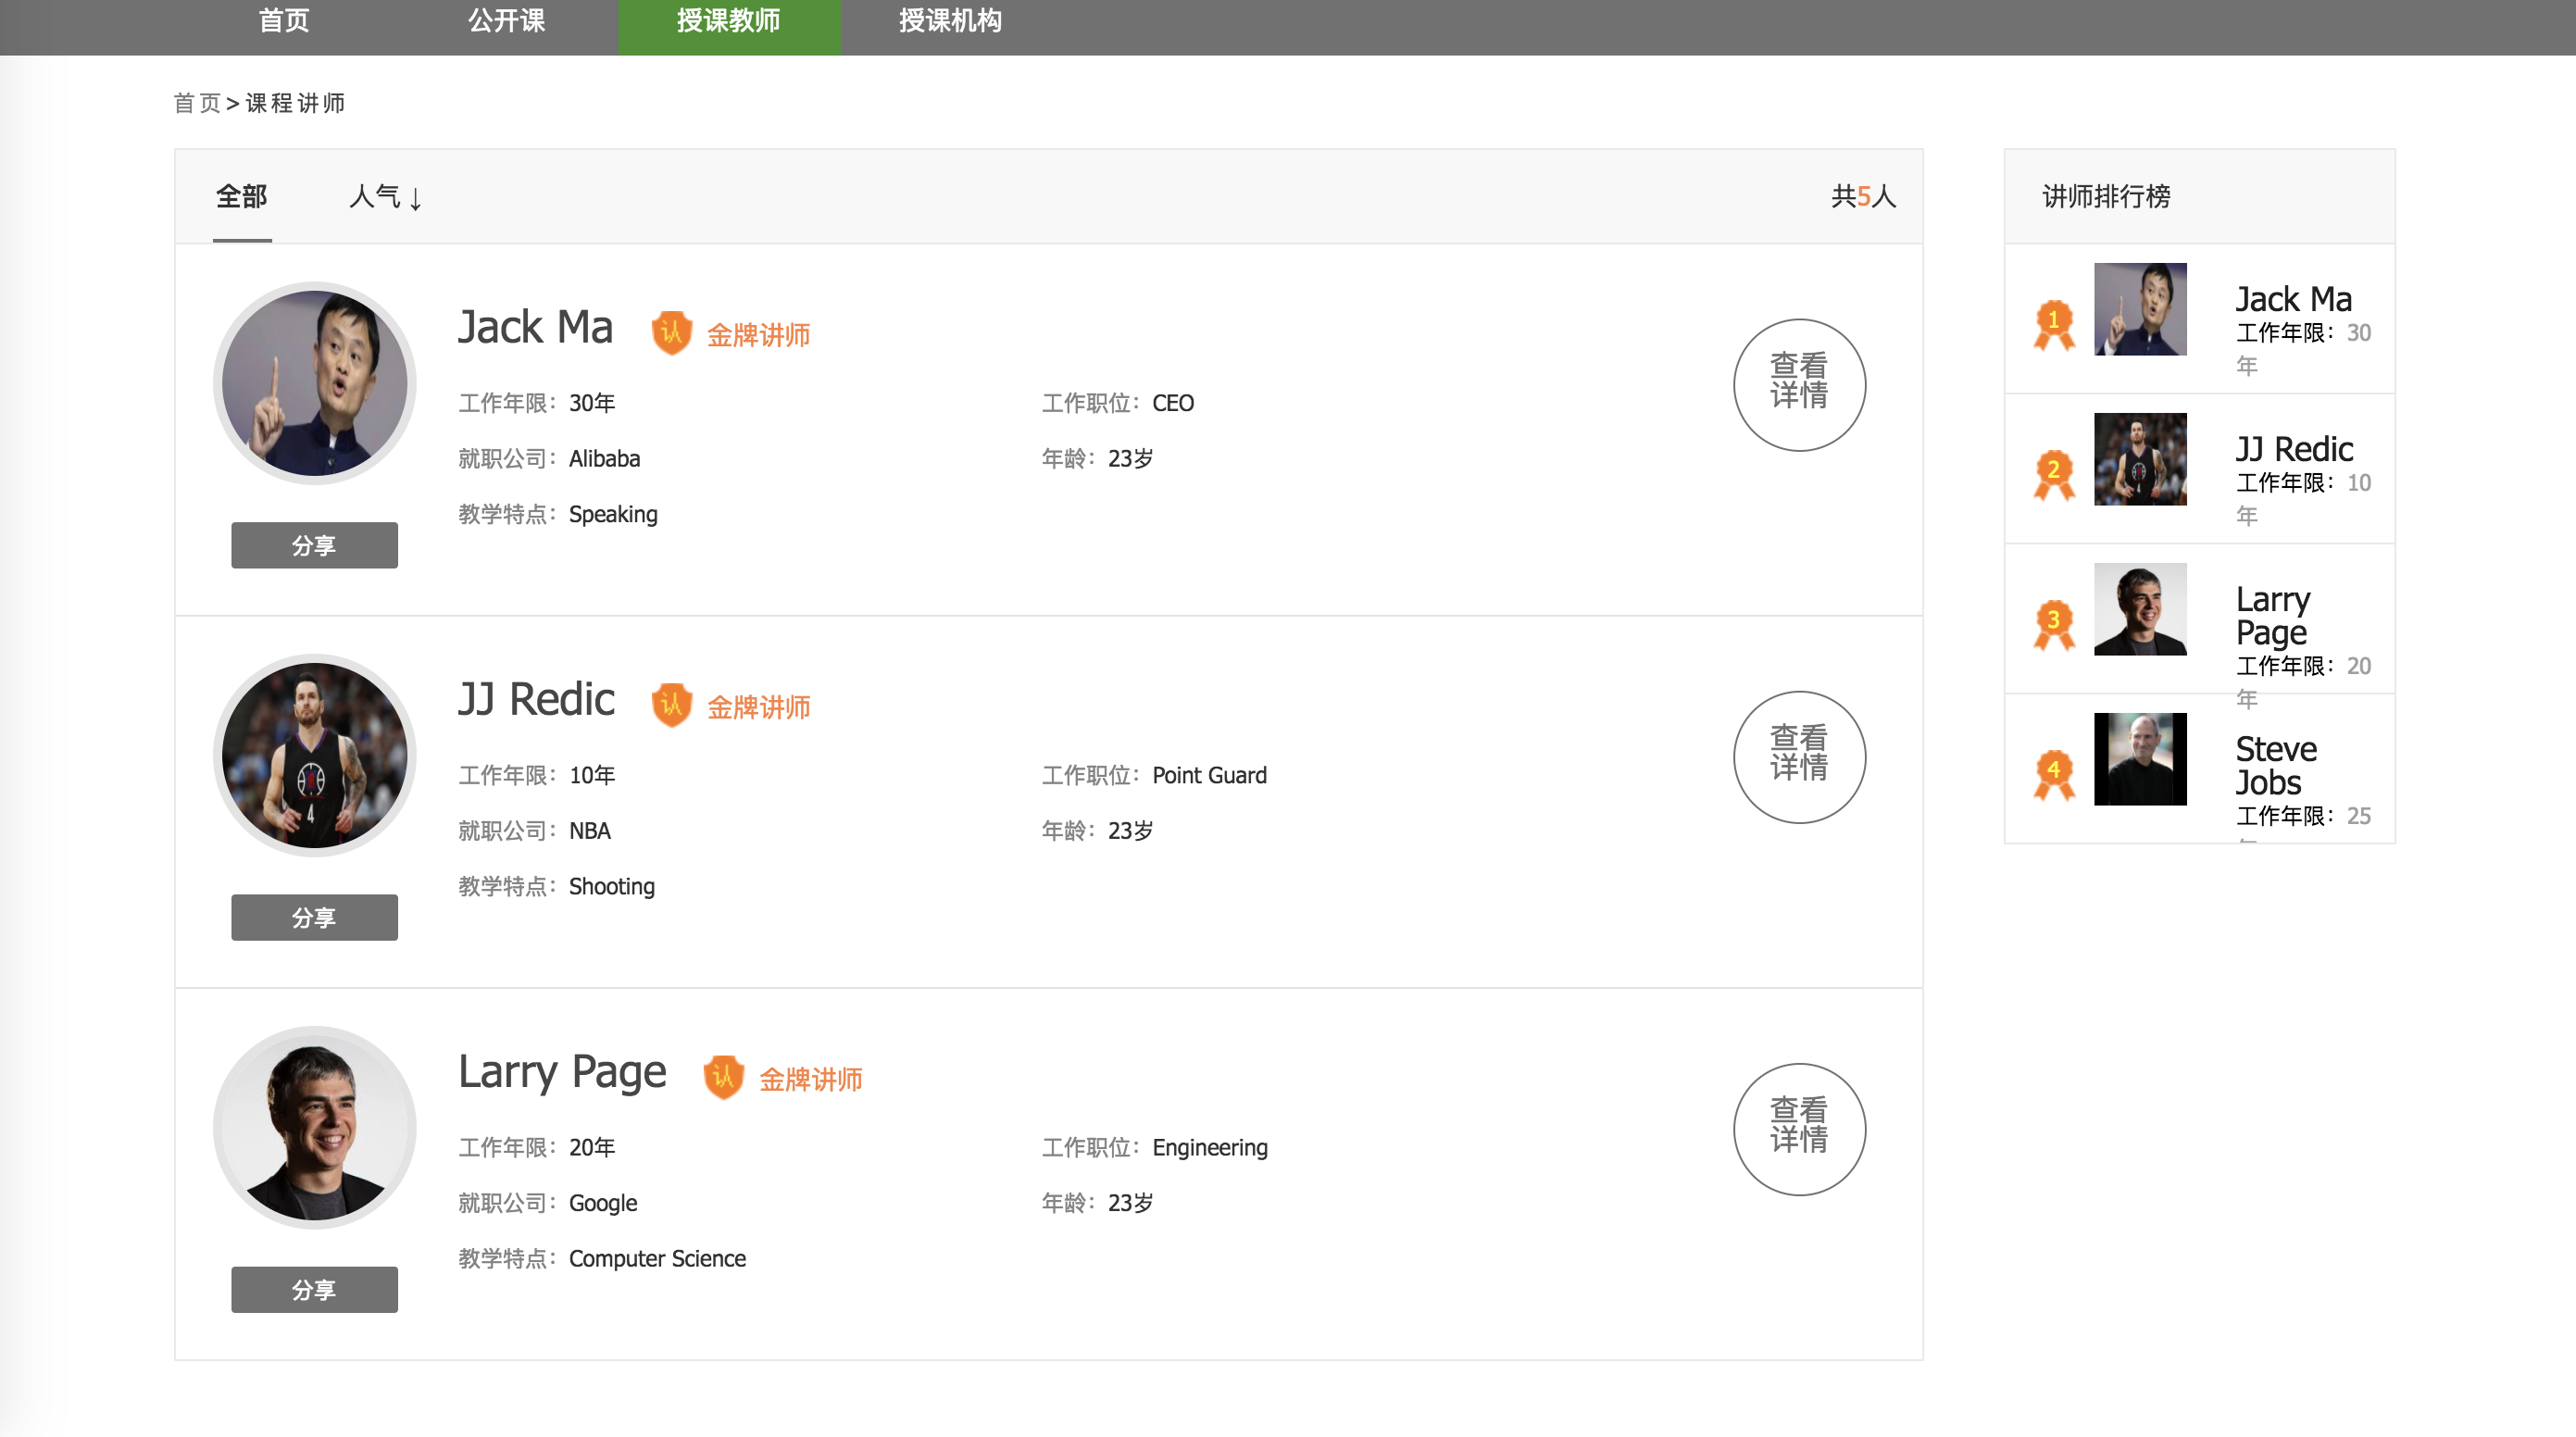 首页 公开课 授课教师 授课机构
首页>课程讲师
全部 人气↓ 共5人
Jack Ma 认 金牌讲师
工作年限：30年 工作职位：CEO
就职公司：Alibaba 年龄：23岁
教学特点：Speaking
查看
详情
分享
JJ Redic 认 金牌讲师
工作年限：10年 工作职位：Point Guard
就职公司：NBA 年龄：23岁
教学特点：Shooting
查看
详情
4
分享
Larry Page 认 金牌讲师
工作年限：20年 工作职位：Engineering
就职公司：Google 年龄：23岁
教学特点：Computer Science
查看
详情
分享
讲师排行榜
1 Jack Ma
工作年限：30
年
2 JJ Redic
工作年限：10
年
3 Larry
Page
工作年限：20
年
4 Steve
Jobs
工作年限：25